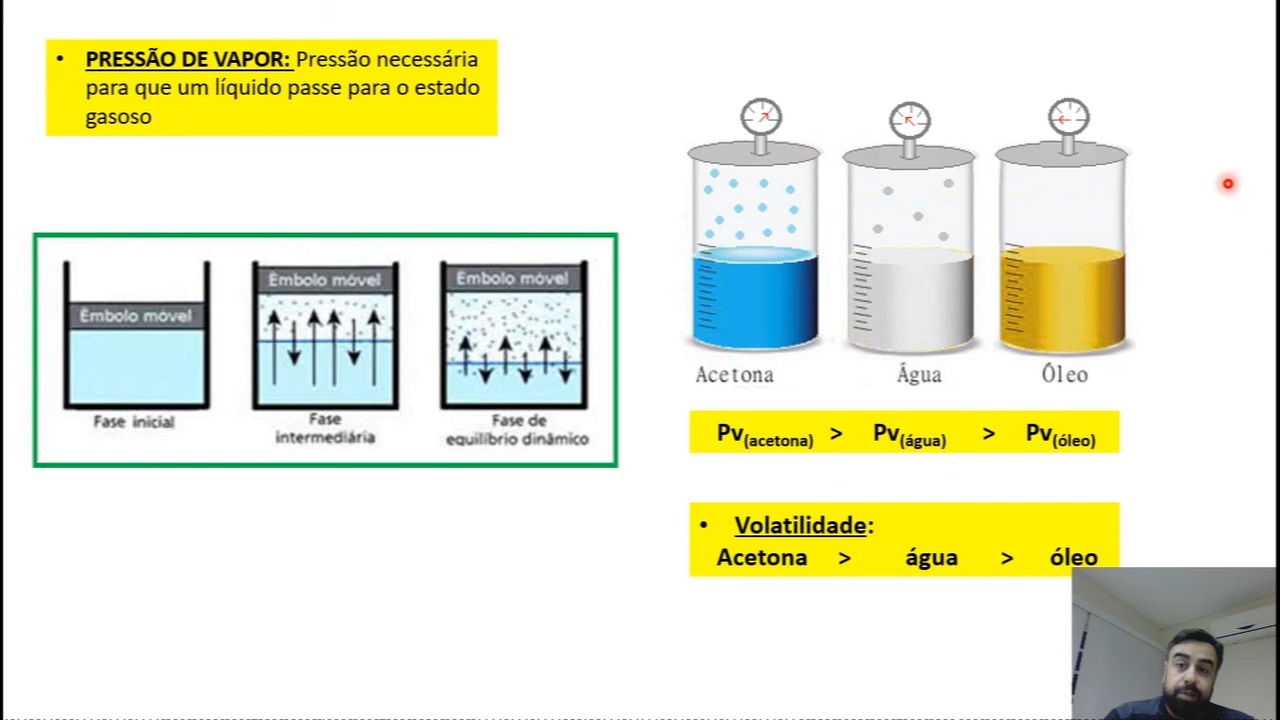 • PRESSÃO DE VAPOR: Pressão necessária
para que um líquido passe para o estado
gasoso
Êmbolo móvel
Êmbolo móvel
Êmbolo móvel
Fase inicial
Fase
intermediária
Fase de
equilíbrio dinâmico
Acetona Água Óleo
Pv(acetona) > Pv(água) > Pv(óleo)
• Volatilidade:
Acetona > água > óleo